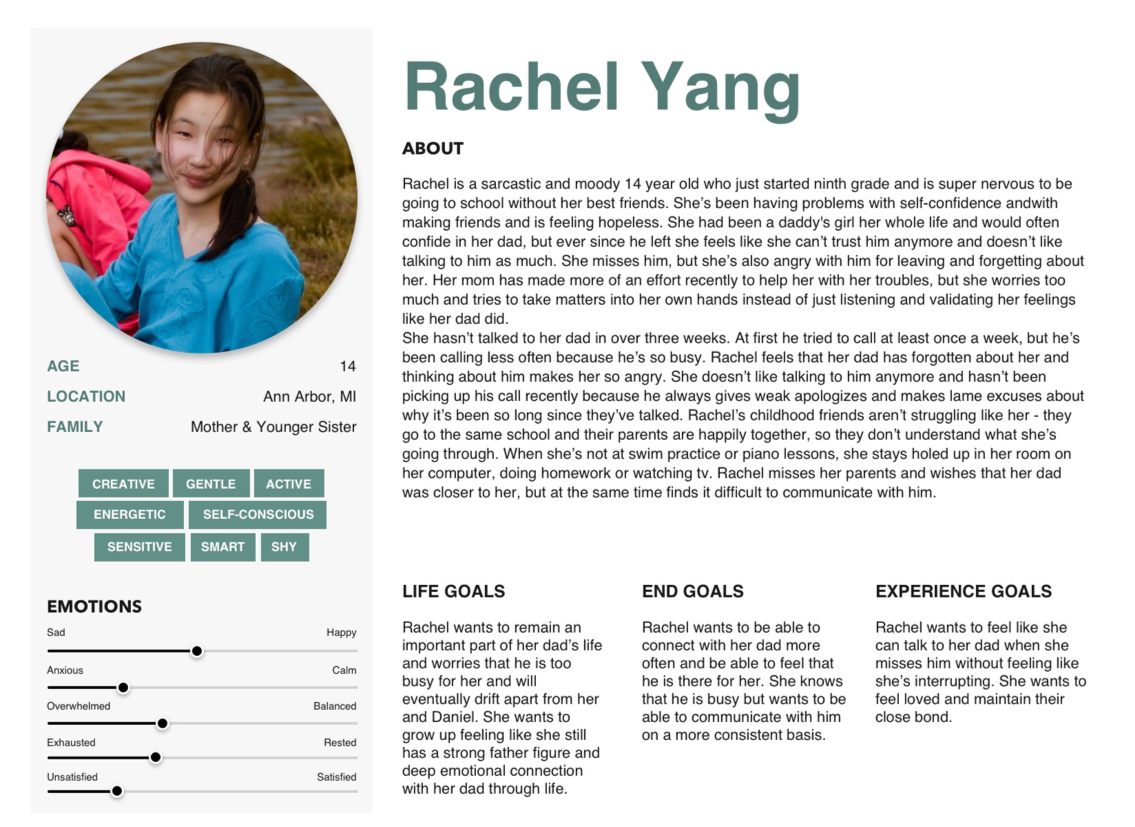 Rachel Yang
ABOUT
Rachel is a sarcastic and moody 14 year old who just started ninth grade and is super nervous to be
going to school without her best friends. She’s been having problems with self-confidence andwith
making friends and is feeling hopeless. She had been a daddy's girl her whole life and would often
confide in her dad, but ever since he left she feels like she can’t trust him anymore and doesn’t like
talking to him as much. She misses him, but she’s also angry with him for leaving and forgetting about
her. Her mom has made more of an effort recently to help her with her troubles, but she worries too
much and tries to take matters into her own hands instead of just listening and validating her feelings
like her dad did.
She hasn’t talked to her dad in over three weeks. At first he tried to call at least once a week, but he’s
been calling less often because he’s so busy. Rachel feels that her dad has forgotten about her and
thinking about him makes her so angry. She doesn’t like talking to him anymore and hasn’t been
picking up his call recently because he always gives weak apologizes and makes lame excuses about
why it’s been so long since they’ve talked. Rachel’s childhood friends aren’t struggling like her - they
go to the same school and their parents are happily together, so they don’t understand what she’s
going through. When she’s not at swim practice or piano lessons, she stays holed up in her room on
her computer, doing homework or watching tv. Rachel misses her parents and wishes that her dad
was closer to her, but at the same time finds it difficult to communicate with him.
AGE 14
LOCATION Ann Arbor, MI
FAMILY Mother & Younger Sister
CREATIVE GENTLE ACTIVE
ENERGETIC SELF-CONSCIOUS
SENSITIVE SMART SHY
EMOTIONS
Sad Happy
Anxious Calm
Overwhelmed Balanced
Exhausted Rested
Unsatisfied Satisfied
LIFE GOALS
Rachel wants to remain an
important part of her dad’s life
and worries that he is too
busy for her and will
eventually drift apart from her
and Daniel. She wants to
grow up feeling like she still
has a strong father figure and
deep emotional connection
with her dad through life.
END GOALS
Rachel wants to be able to
connect with her dad more
often and be able to feel that
he is there for her. She knows
that he is busy but wants to be
able to communicate with him
on a more consistent basis.
EXPERIENCE GOALS
Rachel wants to feel like she
can talk to her dad when she
misses him without feeling like
she’s interrupting. She wants to
feel loved and maintain their
close bond.